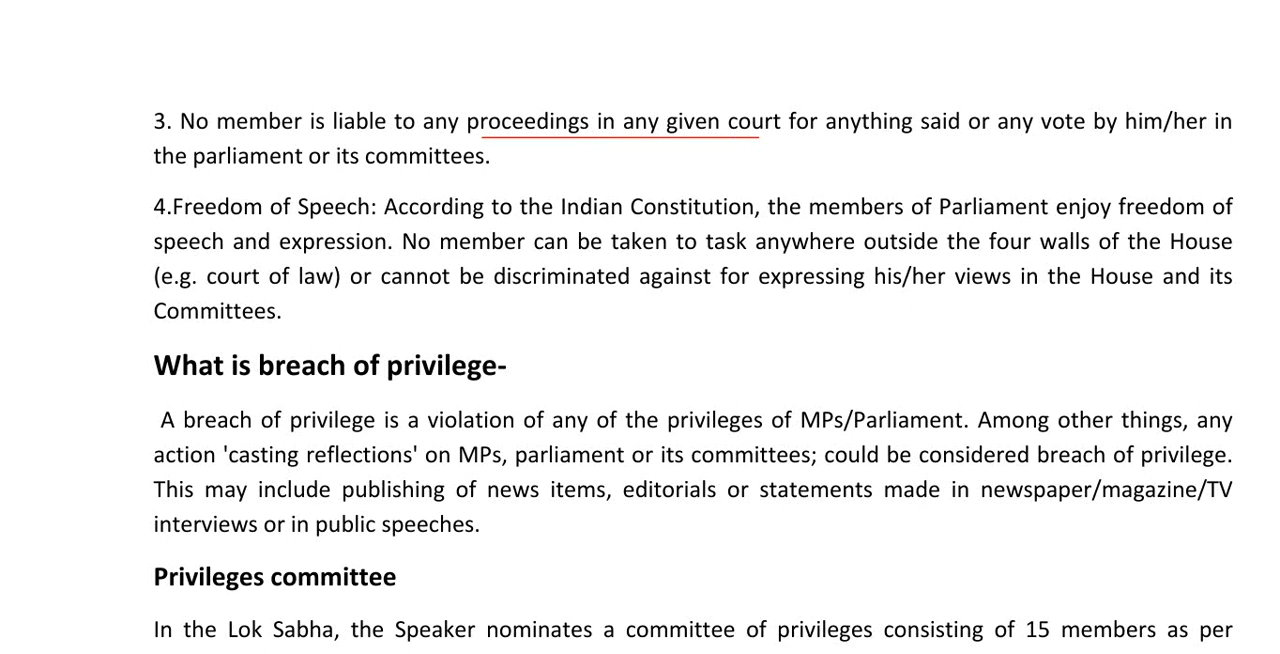 3. No member is liable to any proceedings in any given court for anything said or any vote by him/her in
the parliament or its committees.
4.Freedom of Speech: According to the Indian Constitution, the members of Parliament enjoy freedom of
speech and expression. No member can be taken to task anywhere outside the four walls of the House
(e.g. court of law) or cannot be discriminated against for expressing his/her views in the House and its
Committees.
What is breach of privilege-
A breach of privilege is a violation of any of the privileges of MPs/Parliament. Among other things, any
action 'casting reflections' on MPs, parliament or its committees; could be considered breach of privilege.
This may include publishing of news items, editorials or statements made in newspaper/magazine/TV
interviews or in public speeches.
Privileges committee
In the Lok Sabha, the Speaker nominates a committee of privileges consisting of 15 members as per